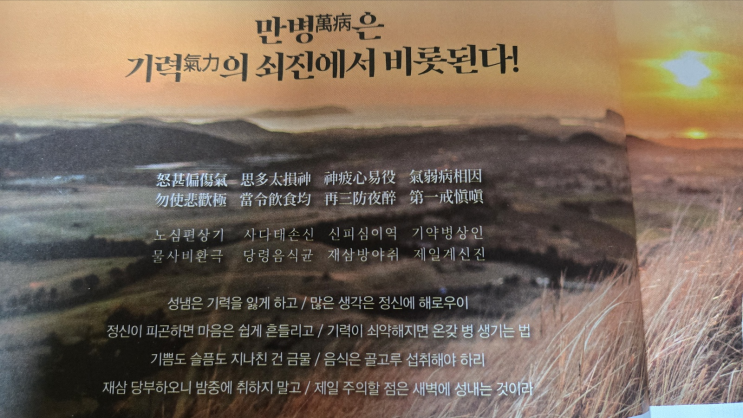 만병萬病은
기력氣力의 쇠진에서 비롯된다!
怒甚偏傷氣 思多太損神 神疲心易役 氣弱病相因
勿使悲歡極 當令飮食均 再三防夜醉 第一戒愼嗔
노심편상기 사다태손신 신피심이역 기약병상인
물사비환극 당령음식균 재삼방야취 제일계신진
성냄은 기력을 잃게 하고 / 많은 생각은 정신에 해로우이
정신이 피곤하면 마음은 쉽게 흔들리고 / 기력이 쇠약해지면 온갖 병 생기는 법
기쁨도 슬픔도 지나친 건 금물 / 음식은 골고루 섭취해야 하리
재삼 당부하오니 밤중에 취하지 말고 / 제일 주의할 점은 새벽에 성내는 것이라